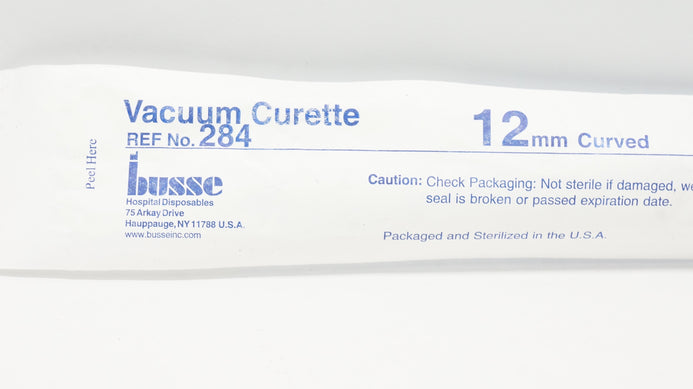 Vacuum Curette
REF No. 284
12mm Curved
Peel Here
busse
Hospital Disposables
75 Arkay Drive
Hauppauge, NY 11788 U.S.A.
www.busseinc.com
Caution: Check Packaging: Not sterile if damaged, we
seal is broken or passed expiration date.
Packaged and Sterilized in the U.S.A.